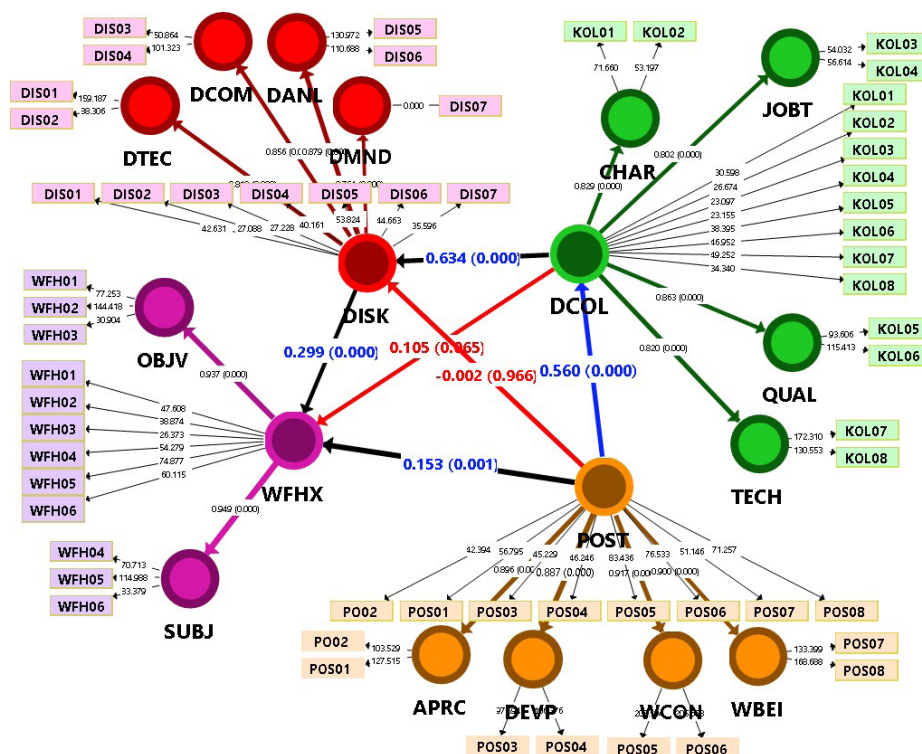 DIS03
DIS04
50.864
101.323
DCOM
DANL
130.972
110.688
DIS05
DIS06
DIS01
DIS02
159.187
38.306
DTEC
DMND
0.000
DIS07
0.879
DIS01
DIS02
DIS03
DIS04
DIS05
DIS06
DIS07
42.631
27.088
27.228
40.161
53.824
44.663
35.596
DISK
KOL01
KOL02
71.660
53.197
CHAR
0.829 (0.000)
JOBT
54.032
56.614
KOL03
KOL04
0.802 (0.000)
KOL01
KOL02
KOL03
KOL04
KOL05
KOL06
KOL07
KOL08
30.598
26.674
23.097
23.155
38.395
46.952
49.252
34.340
DCOL
0.634 (0.000)
0.863 (0.000)
93.606
115.413
KOL05
KOL06
QUAL
0.820 (0.000)
172.310
130.553
KOL07
KOL08
TECH
WFH01
WFH02
WFH03
77.253
144.418
30.904
OBJV
0.937 (0.000)
0.299 (0.000)
0.105 (0.065)
-0.002 (0.966)
0.560 (0.000)
WFH01
WFH02
WFH03
WFH04
WFH05
WFH06
47.608
38.874
26.373
54.279
74.877
60.115
WFHX
0.153 (0.001)
0.949 (0.000)
WFH04
WFH05
WFH06
70.713
114.988
33.379
SUBJ
POST
42.394
56.795
45.229
46.246
83.436
76.533
51.146
71.257
0.887 (0.000)
0.900 (0.000)
PO02
POS01
POS03
POS04
POS05
POS06
POS07
POS08
PO02
POS01
103.529
127.515
APRC
DEVP
WCON
WBEI
133.399
168.688
POS07
POS08
POS03
POS04
POS05
POS06